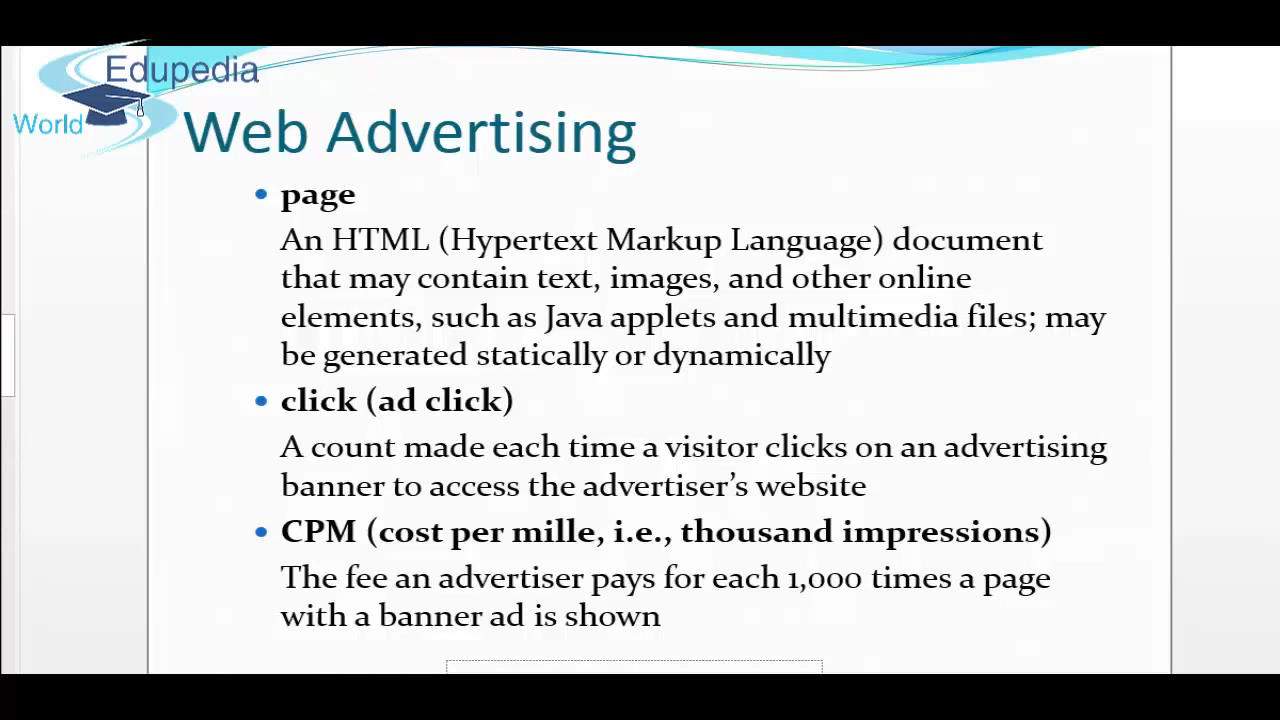 Edupedia
World
Web Advertising
• page
An HTML (Hypertext Markup Language) document
that may contain text, images, and other online
elements, such as Java applets and multimedia files; may
be generated statically or dynamically
• click (ad click)
A count made each time a visitor clicks on an advertising
banner to access the advertiser's website
• CPM (cost per mille, i.e., thousand impressions)
The fee an advertiser pays for each 1,000 times a page
with a banner ad is shown